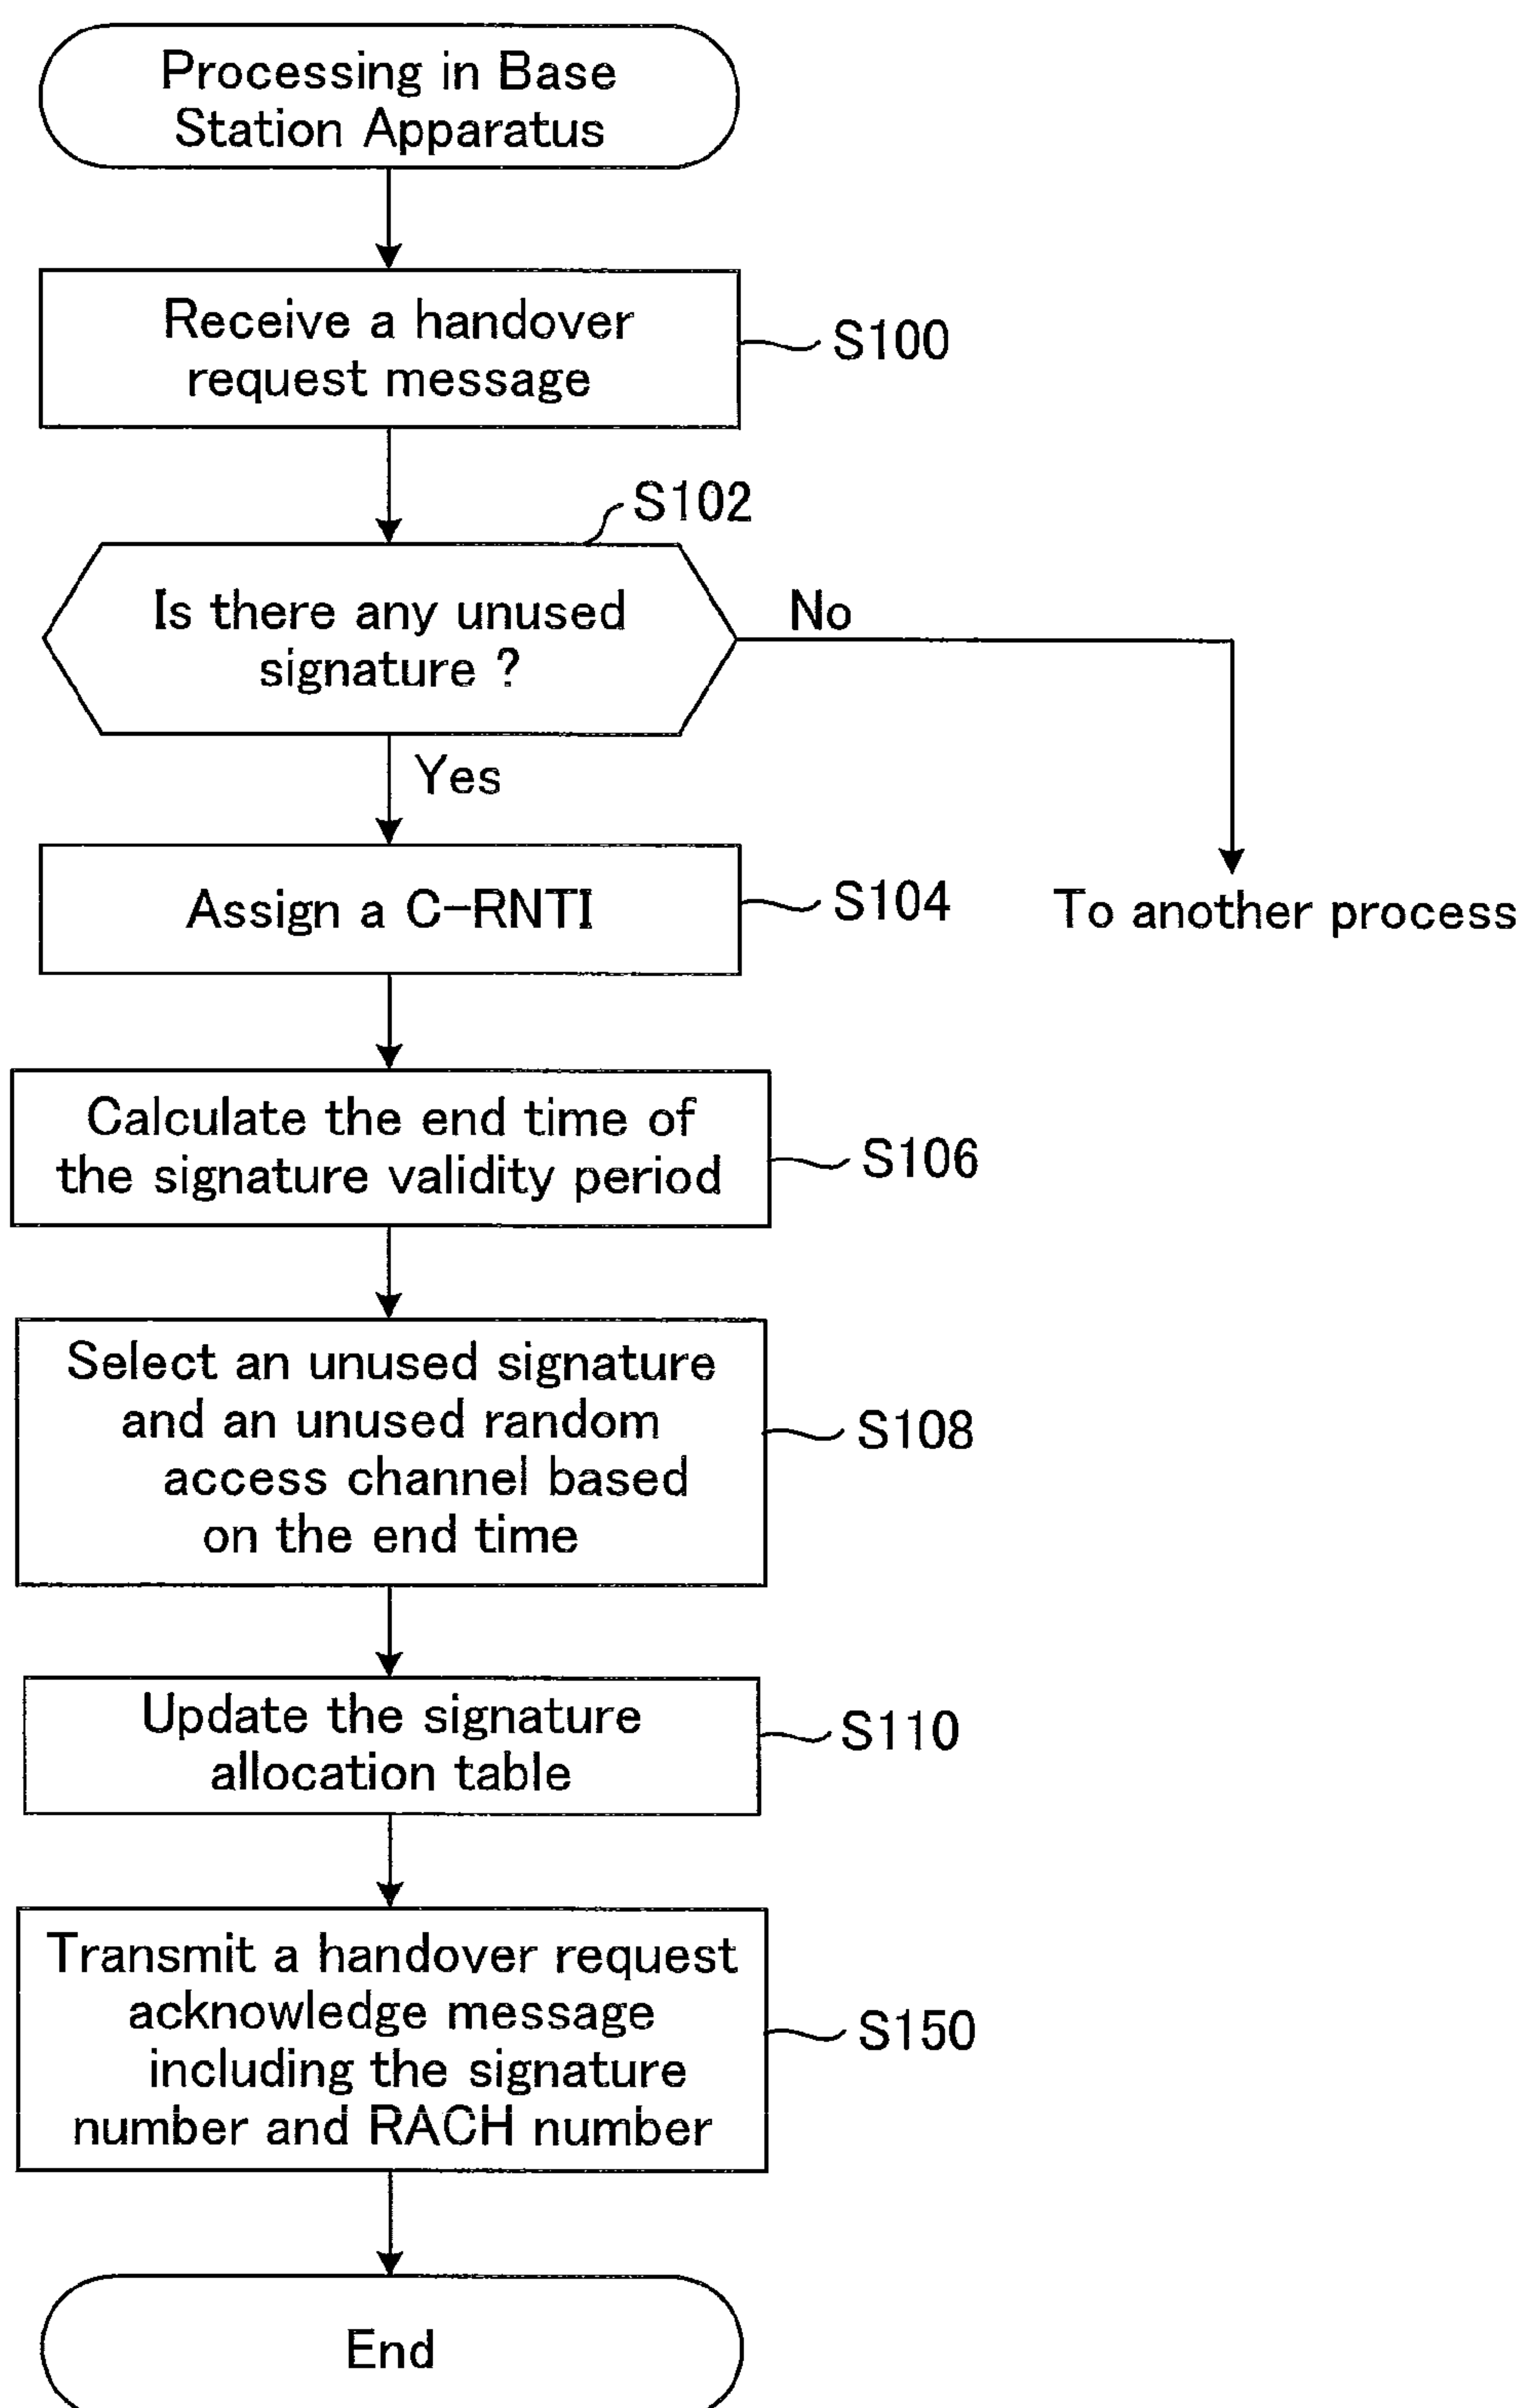 Processing in Base
Station Apparatus
Receive a handover
request message
S100
S102
Is there any unused
signature ?
No
Yes
Assign a C-RNTI
S104
To another process
Calculate the end time of
the signature validity period
S106
Select an unused signature
and an unused random
access channel based
on the end time
S108
Update the signature
allocation table
S110
Transmit a handover request
acknowledge message
including the signature
number and RACH number
S150
End